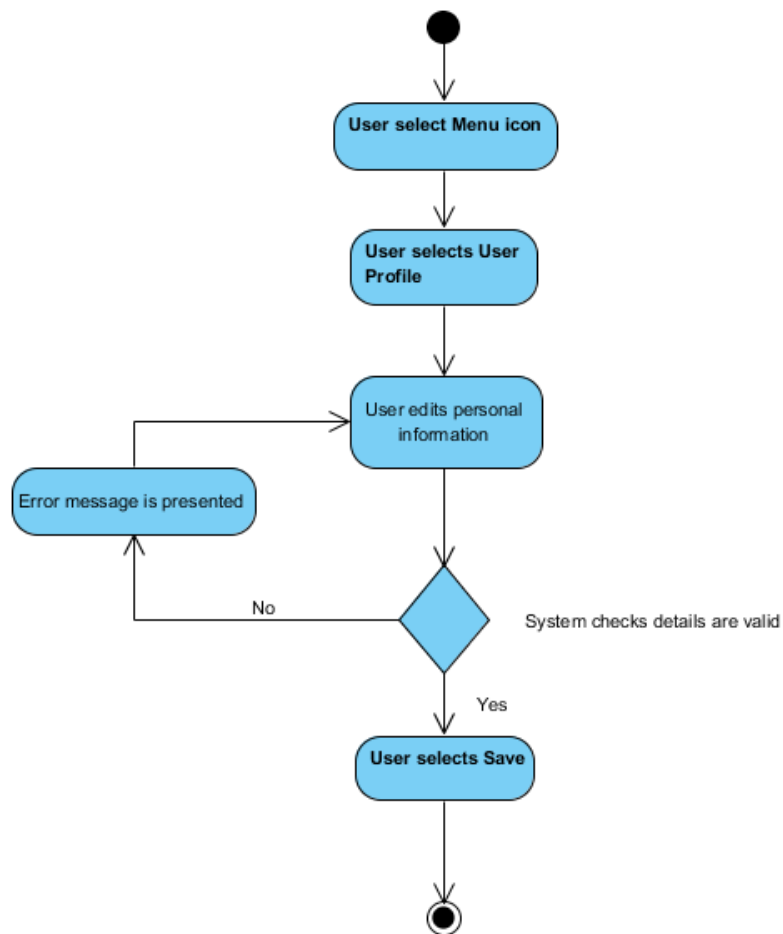 User select Menu icon
User selects User
Profile
User edits personal
information
Error message is presented
No
System checks details are valid
Yes
User selects Save